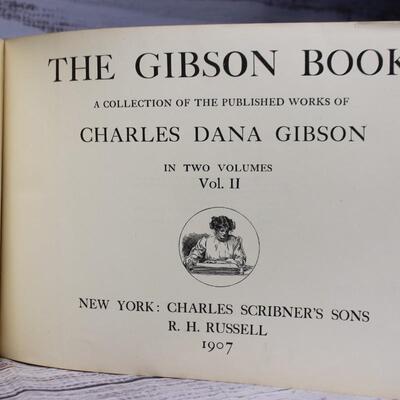 THE GIBSON BOOK
A COLLECTION OF THE PUBLISHED WORKS OF
CHARLES DANA GIBSON
IN TWO VOLUMES
Vol. II
NEW YORK: CHARLES SCRIBNER'S SONS
R. H. RUSSELL
1907